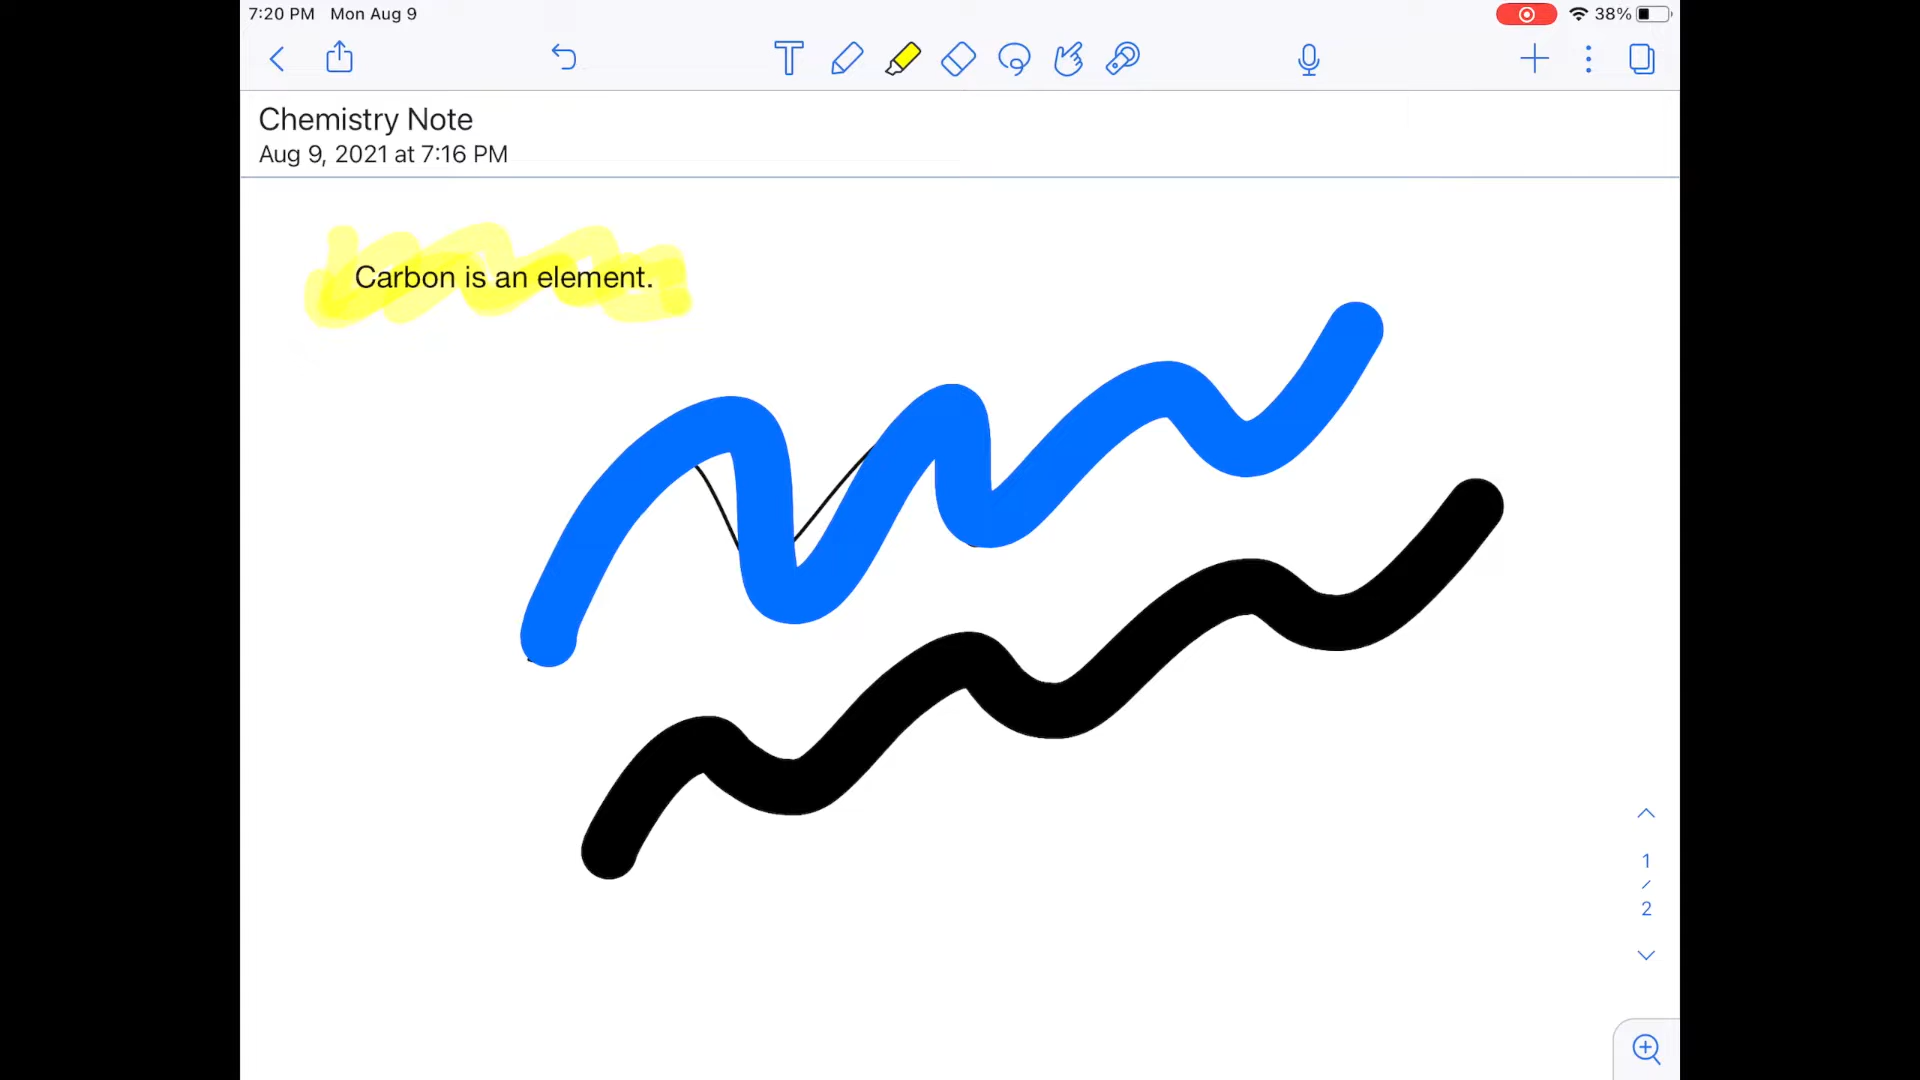 7:20 PM Mon Aug 9
38%
Chemistry Note
Aug 9, 2021 at 7:16 PM
Carbon is an element.
1
/
2